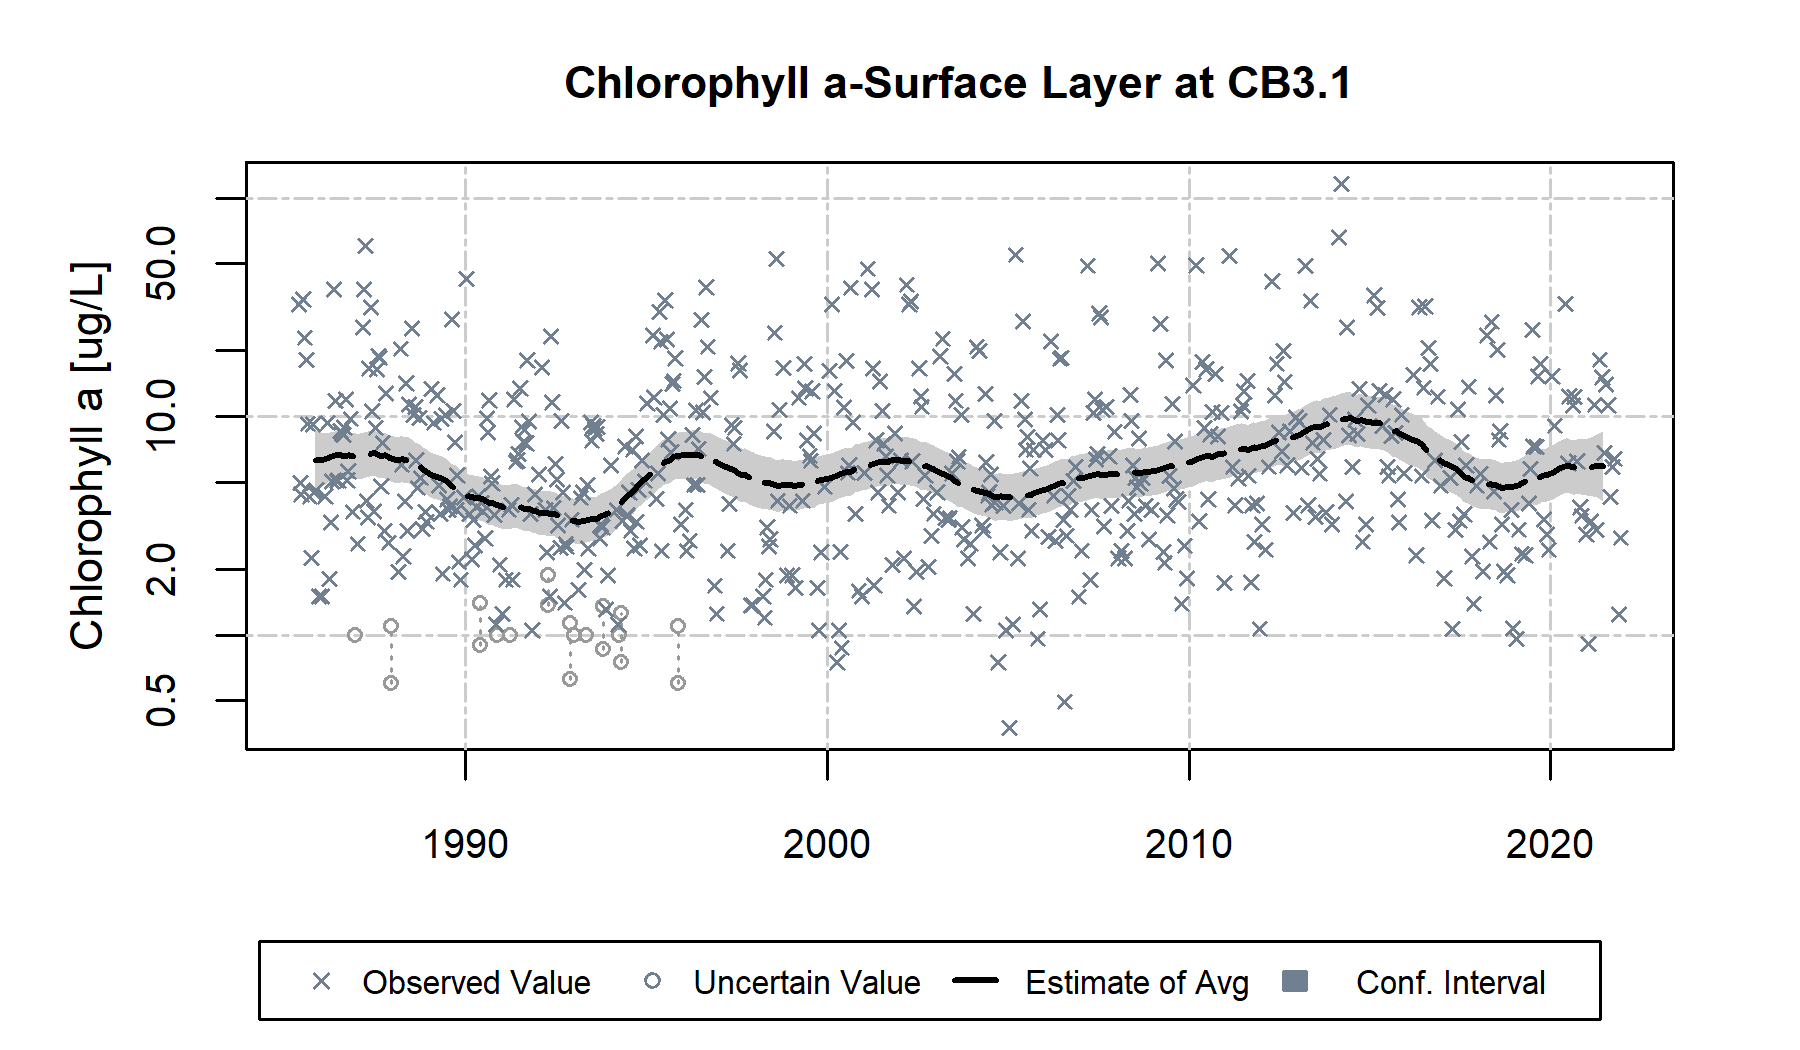 Chlorophyll a-Surface Layer at CB3.1
Chlorophyll a [ug/L]
50.0
10.0
2.0
0.5
1990 2000 2010 2020
Observed Value Uncertain Value Estimate of Avg Conf. Interval